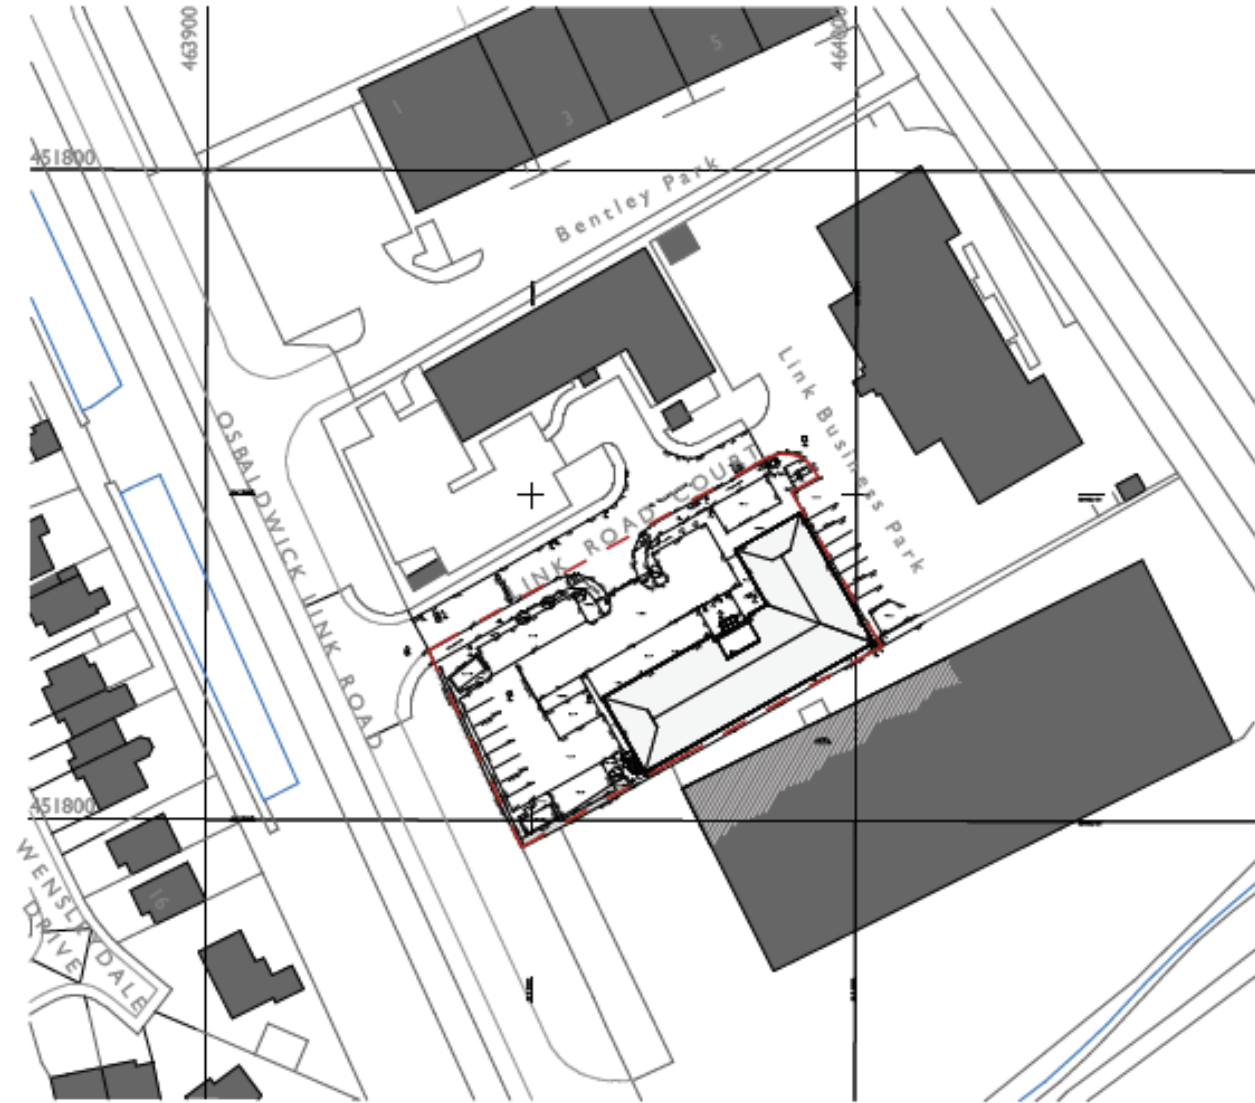 463900
464000
5
1
3
451800
Bentley Park
Link Business Park
OSBALDWICK LINK ROAD
LINK ROAD COURT
451800
16
WENSLEYDALE
DRIVE